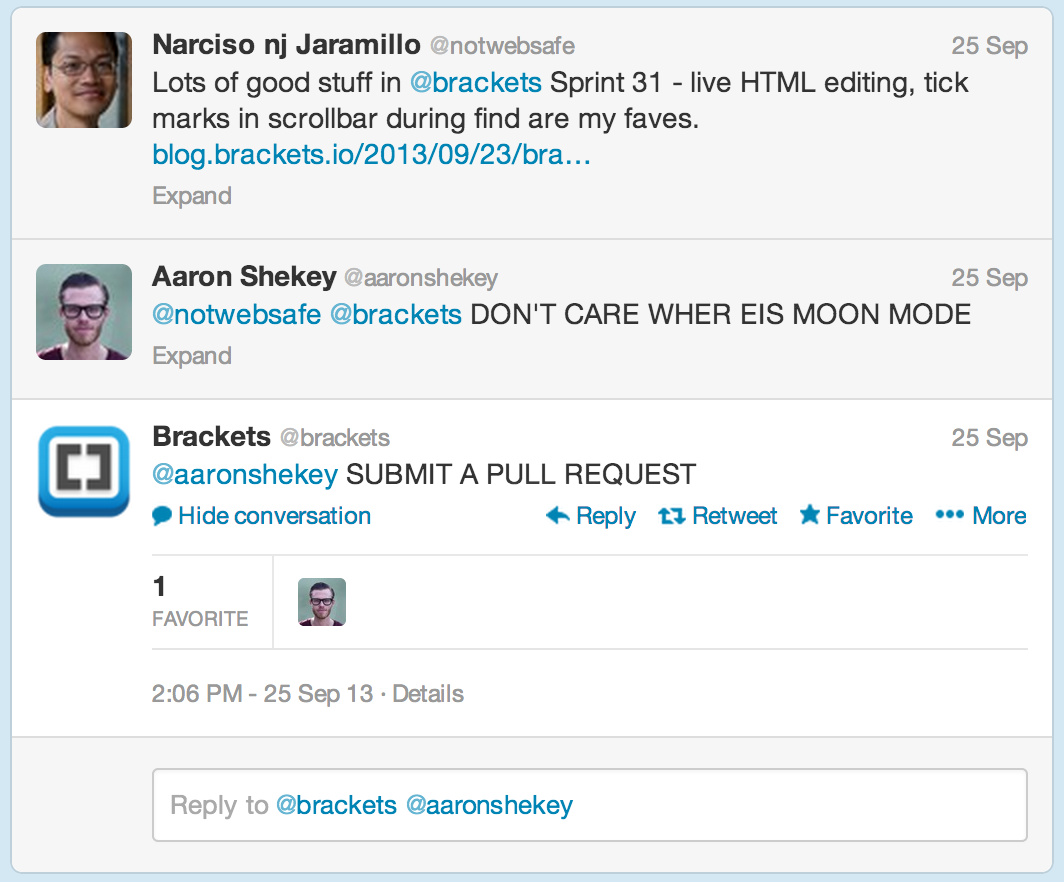 Narciso nj Jaramillo @notwebsafe 25 Sep
Lots of good stuff in @brackets Sprint 31 - live HTML editing, tick
marks in scrollbar during find are my faves.
blog.brackets.io/2013/09/23/bra…
Expand
Aaron Shekey @aaronshekey 25 Sep
@notwebsafe @brackets DON'T CARE WHER EIS MOON MODE
Expand
Brackets @brackets 25 Sep
@aaronshekey SUBMIT A PULL REQUEST
Hide conversation Reply Retweet Favorite More
1
FAVORITE
2:06 PM - 25 Sep 13 · Details
Reply to @brackets @aaronshekey